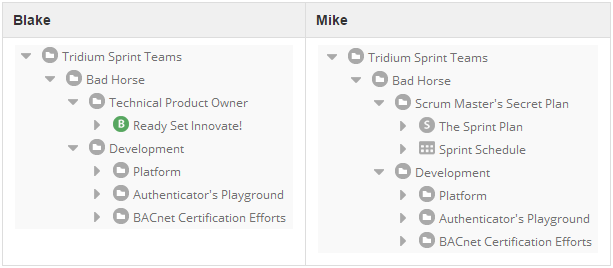 Blake
Tridium Sprint Teams
Bad Horse
Technical Product Owner
B Ready Set Innovate!
Development
Platform
Authenticator's Playground
BACnet Certification Efforts
Mike
Tridium Sprint Teams
Bad Horse
Scrum Master's Secret Plan
S The Sprint Plan
Sprint Schedule
Development
Platform
Authenticator's Playground
BACnet Certification Efforts